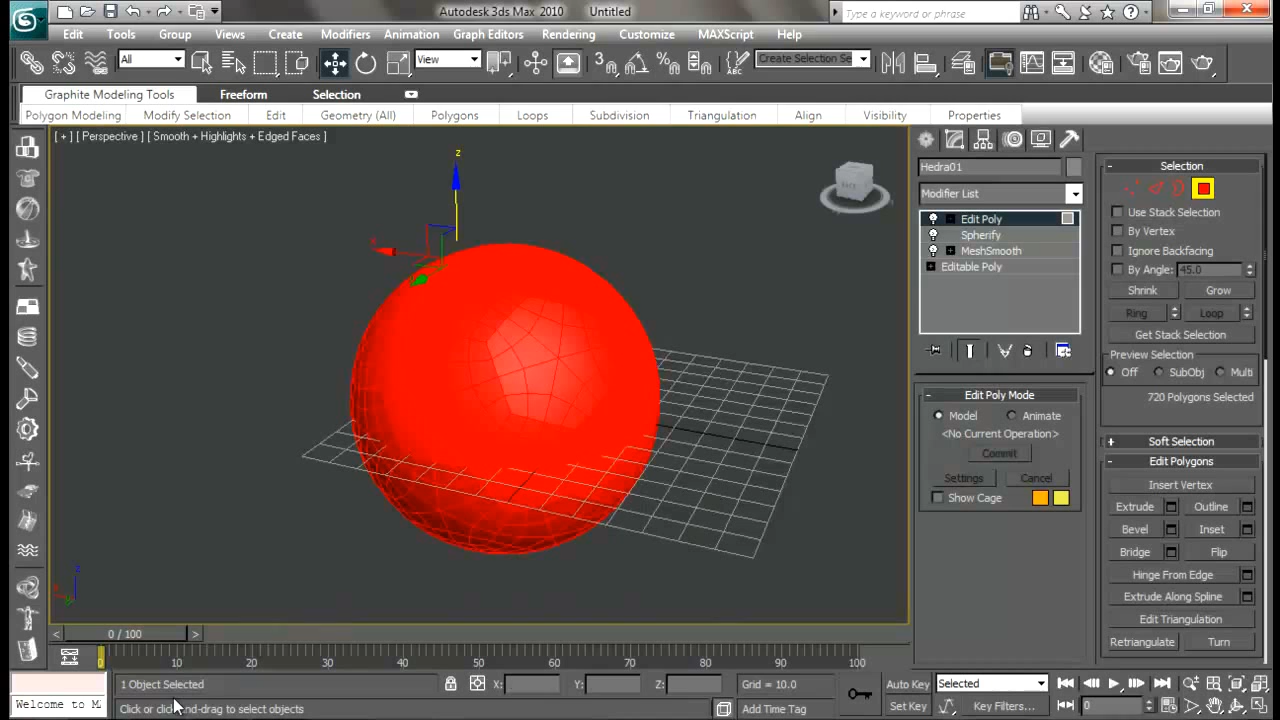 Autodesk 3ds Max 2010 Untitled
Type a keyword or phrase
Edit Tools Group Views Create Modifiers Animation Graph Editors Rendering Customize MAXScript Help
All
View
Create Selection Se
Graphite Modeling Tools Freeform Selection
Polygon Modeling Modify Selection Edit Geometry (All) Polygons Loops Subdivision Triangulation Align Visibility Properties
[ + ] [ Perspective ] [ Smooth + Highlights + Edged Faces ]
z
x
z
Hedra01
Modifier List
Edit Poly
Spherify
MeshSmooth
Editable Poly
Edit Poly Mode
Model Animate
<No Current Operation>
Commit
Settings Cancel
Show Cage
Selection
Use Stack Selection
By Vertex
Ignore Backfacing
By Angle: 45.0
Shrink Grow
Ring Loop
Get Stack Selection
Preview Selection
Off SubObj Multi
720 Polygons Selected
Soft Selection
Edit Polygons
Insert Vertex
Extrude Outline
Bevel Inset
Bridge Flip
Hinge From Edge
Extrude Along Spline
Edit Triangulation
Retriangulate Turn
< 0 / 100 >
0 10 20 30 40 50 60 70 80 90 100
1 Object Selected
X: Y: Z:
Grid = 10.0
Auto Key Selected
Welcome to M
Click or click-and-drag to select objects
Add Time Tag
Set Key Key Filters...
0